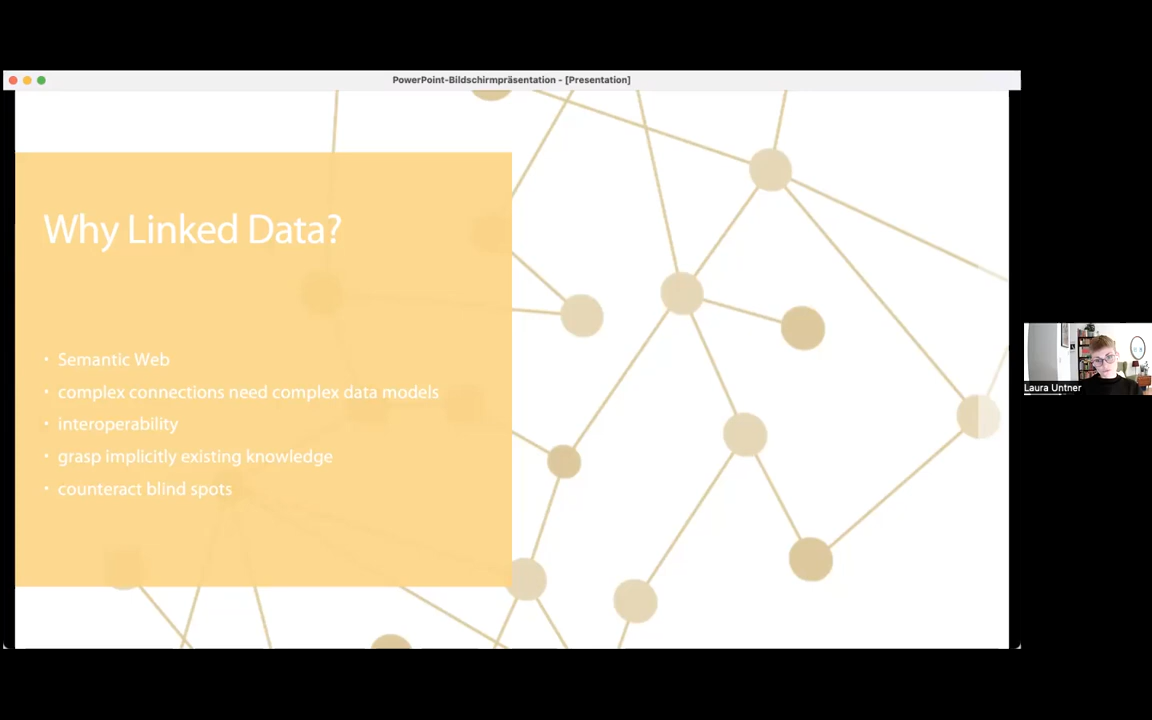 PowerPoint-Bildschirmpräsentation - [Presentation]
Why Linked Data?
• Semantic Web
• complex connections need complex data models
• interoperability
• grasp implicitly existing knowledge
• counteract blind spots
Laura Untner